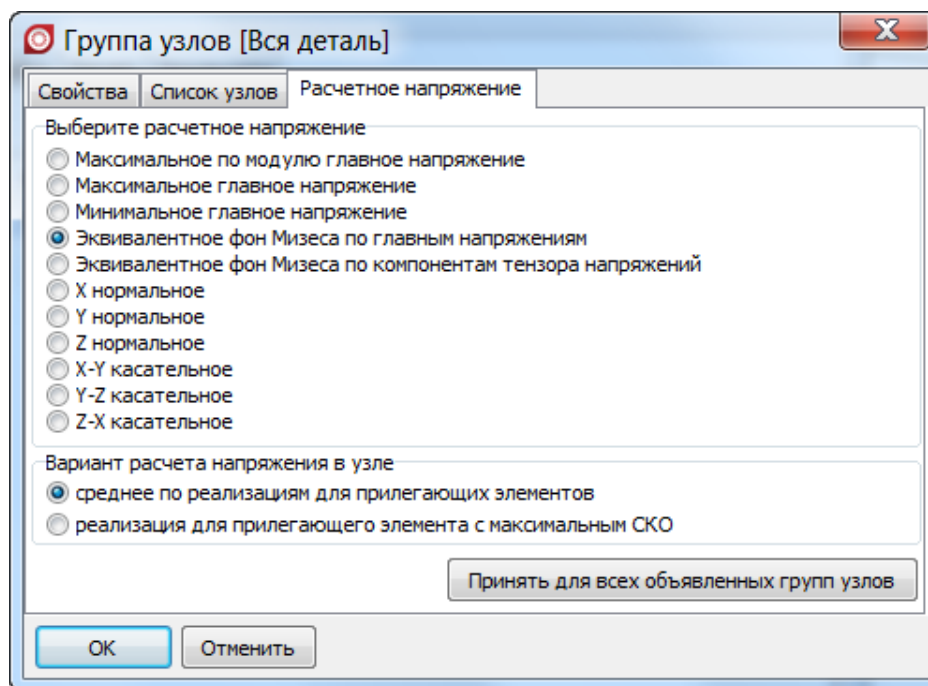 Группа узлов [Вся деталь]
Свойства Список узлов Расчетное напряжение
Выберите расчетное напряжение
Максимальное по модулю главное напряжение
Максимальное главное напряжение
Минимальное главное напряжение
Эквивалентное фон Мизеса по главным напряжениям
Эквивалентное фон Мизеса по компонентам тензора напряжений
X нормальное
Y нормальное
Z нормальное
X-Y касательное
Y-Z касательное
Z-X касательное
Вариант расчета напряжения в узле
среднее по реализациям для прилегающих элементов
реализация для прилегающего элемента с максимальным СКО
Принять для всех объявленных групп узлов
OK Отменить